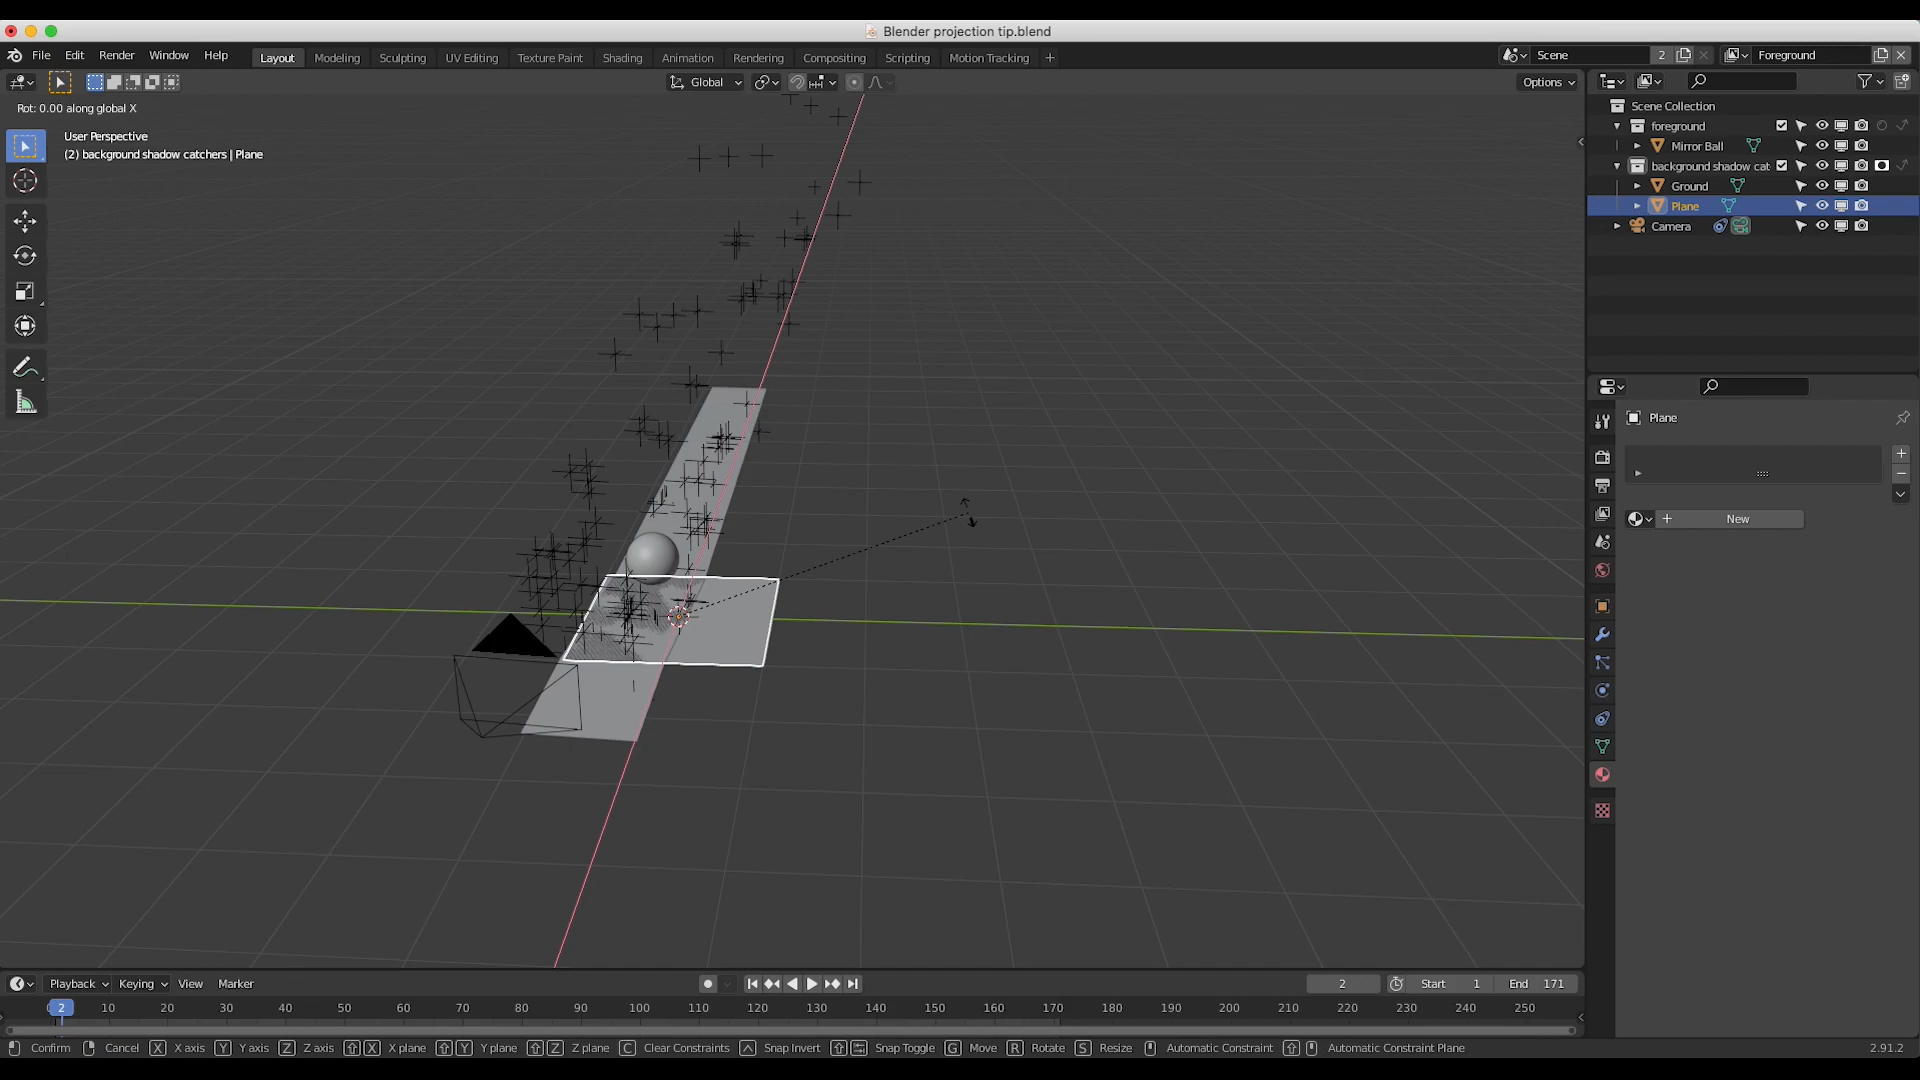 Blender projection tip.blend
File Edit Render Window Help Layout Modeling Sculpting UV Editing Texture Paint Shading Animation Rendering Compositing Scripting Motion Tracking + Scene 2 Foreground
Global Options
Rot: 0.00 along global X
User Perspective
(2) background shadow catchers | Plane
Scene Collection
foreground
Mirror Ball
background shadow cat
Ground
Plane
Camera
Plane
New
Playback Keying View Marker 2 Start 1 End 171
2 10 20 30 40 50 60 70 80 90 100 110 120 130 140 150 160 170 180 190 200 210 220 230 240 250
Confirm Cancel X X axis Y Y axis Z Z axis X X plane Y Y plane Z Z plane C Clear Constraints Snap Invert Snap Toggle G Move R Rotate S Resize Automatic Constraint Automatic Constraint Plane 2.91.2